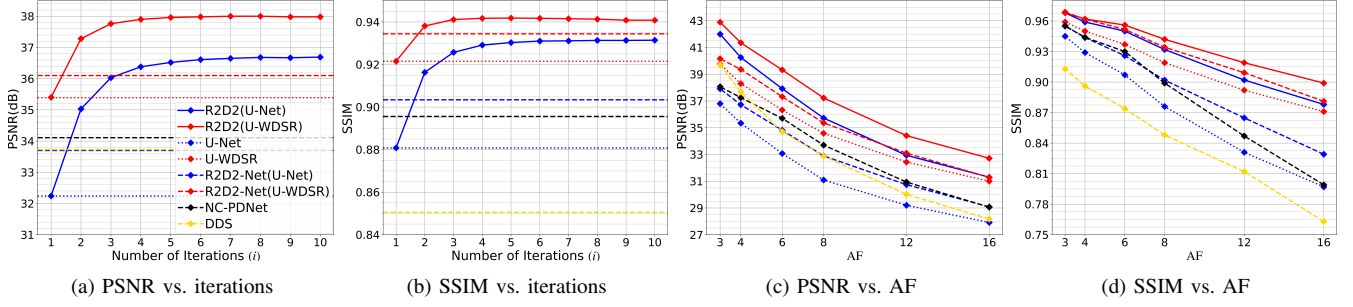 38
37
36
35
34
33
32
31
PSNR(dB)
1 2 3 4 5 6 7 8 9 10
Number of Iterations (i)
R2D2(U-Net)
R2D2(U-WDSR)
U-Net
U-WDSR
R2D2-Net(U-Net)
R2D2-Net(U-WDSR)
NC-PDNet
DDS
(a) PSNR vs. iterations
0.94
0.92
0.90
0.88
0.86
0.84
SSIM
1 2 3 4 5 6 7 8 9 10
Number of Iterations (i)
(b) SSIM vs. iterations
43
41
39
37
35
33
31
29
27
PSNR(dB)
3 4 6 8 12 16
AF
(c) PSNR vs. AF
0.96
0.93
0.90
0.87
0.84
0.81
0.78
0.75
SSIM
3 4 6 8 12 16
AF
(d) SSIM vs. AF